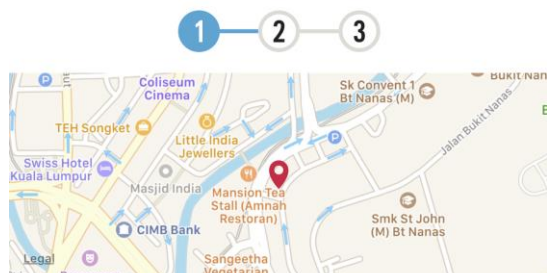 1 2 3
Coliseum
Cinema
Sk Convent 1
Bt Nanas (M)
Bukit Nan
P
TEH Songket
Little India
Jewellers
P
Jalan Bukit Nanas
Swiss Hotel
Kuala Lumpur
Masjid India
Mansion Tea
Stall (Amnah
Restoran)
CIMB Bank
Smk St John
(M) Bt Nanas
Legal
Sangeetha
Vegetarian